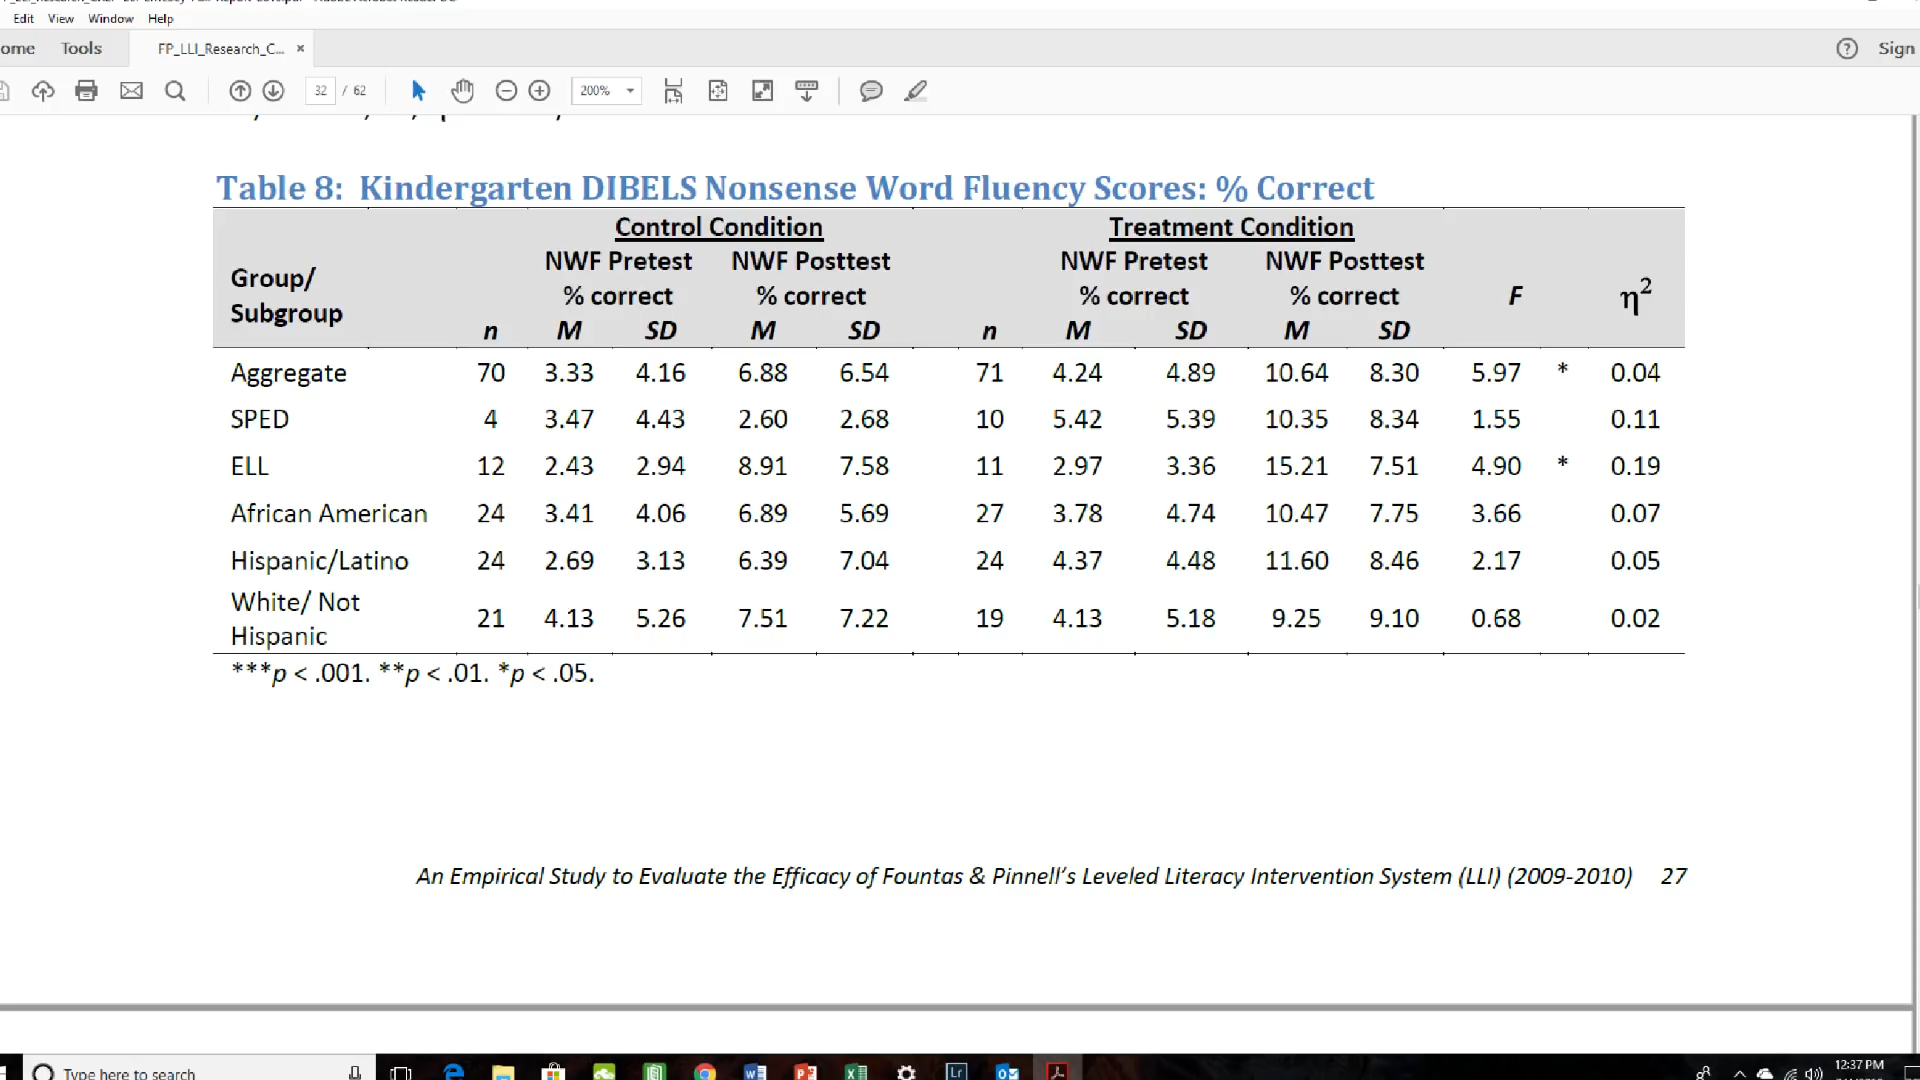 Edit View Window Help
Tools FP_LLI_Research_C... × Sign
32 / 62 200%
Table 8: Kindergarten DIBELS Nonsense Word Fluency Scores: % Correct
Control Condition Treatment Condition
NWF Pretest NWF Posttest NWF Pretest NWF Posttest
Group/ % correct % correct % correct % correct F η²
Subgroup n M SD M SD n M SD M SD
Aggregate 70 3.33 4.16 6.88 6.54 71 4.24 4.89 10.64 8.30 5.97 * 0.04
SPED 4 3.47 4.43 2.60 2.68 10 5.42 5.39 10.35 8.34 1.55 0.11
ELL 12 2.43 2.94 8.91 7.58 11 2.97 3.36 15.21 7.51 4.90 * 0.19
African American 24 3.41 4.06 6.89 5.69 27 3.78 4.74 10.47 7.75 3.66 0.07
Hispanic/Latino 24 2.69 3.13 6.39 7.04 24 4.37 4.48 11.60 8.46 2.17 0.05
White/ Not
Hispanic 21 4.13 5.26 7.51 7.22 19 4.13 5.18 9.25 9.10 0.68 0.02
***p < .001. **p < .01. *p < .05.
An Empirical Study to Evaluate the Efficacy of Fountas & Pinnell's Leveled Literacy Intervention System (LLI) (2009-2010) 27
Type here to search
12:37 PM